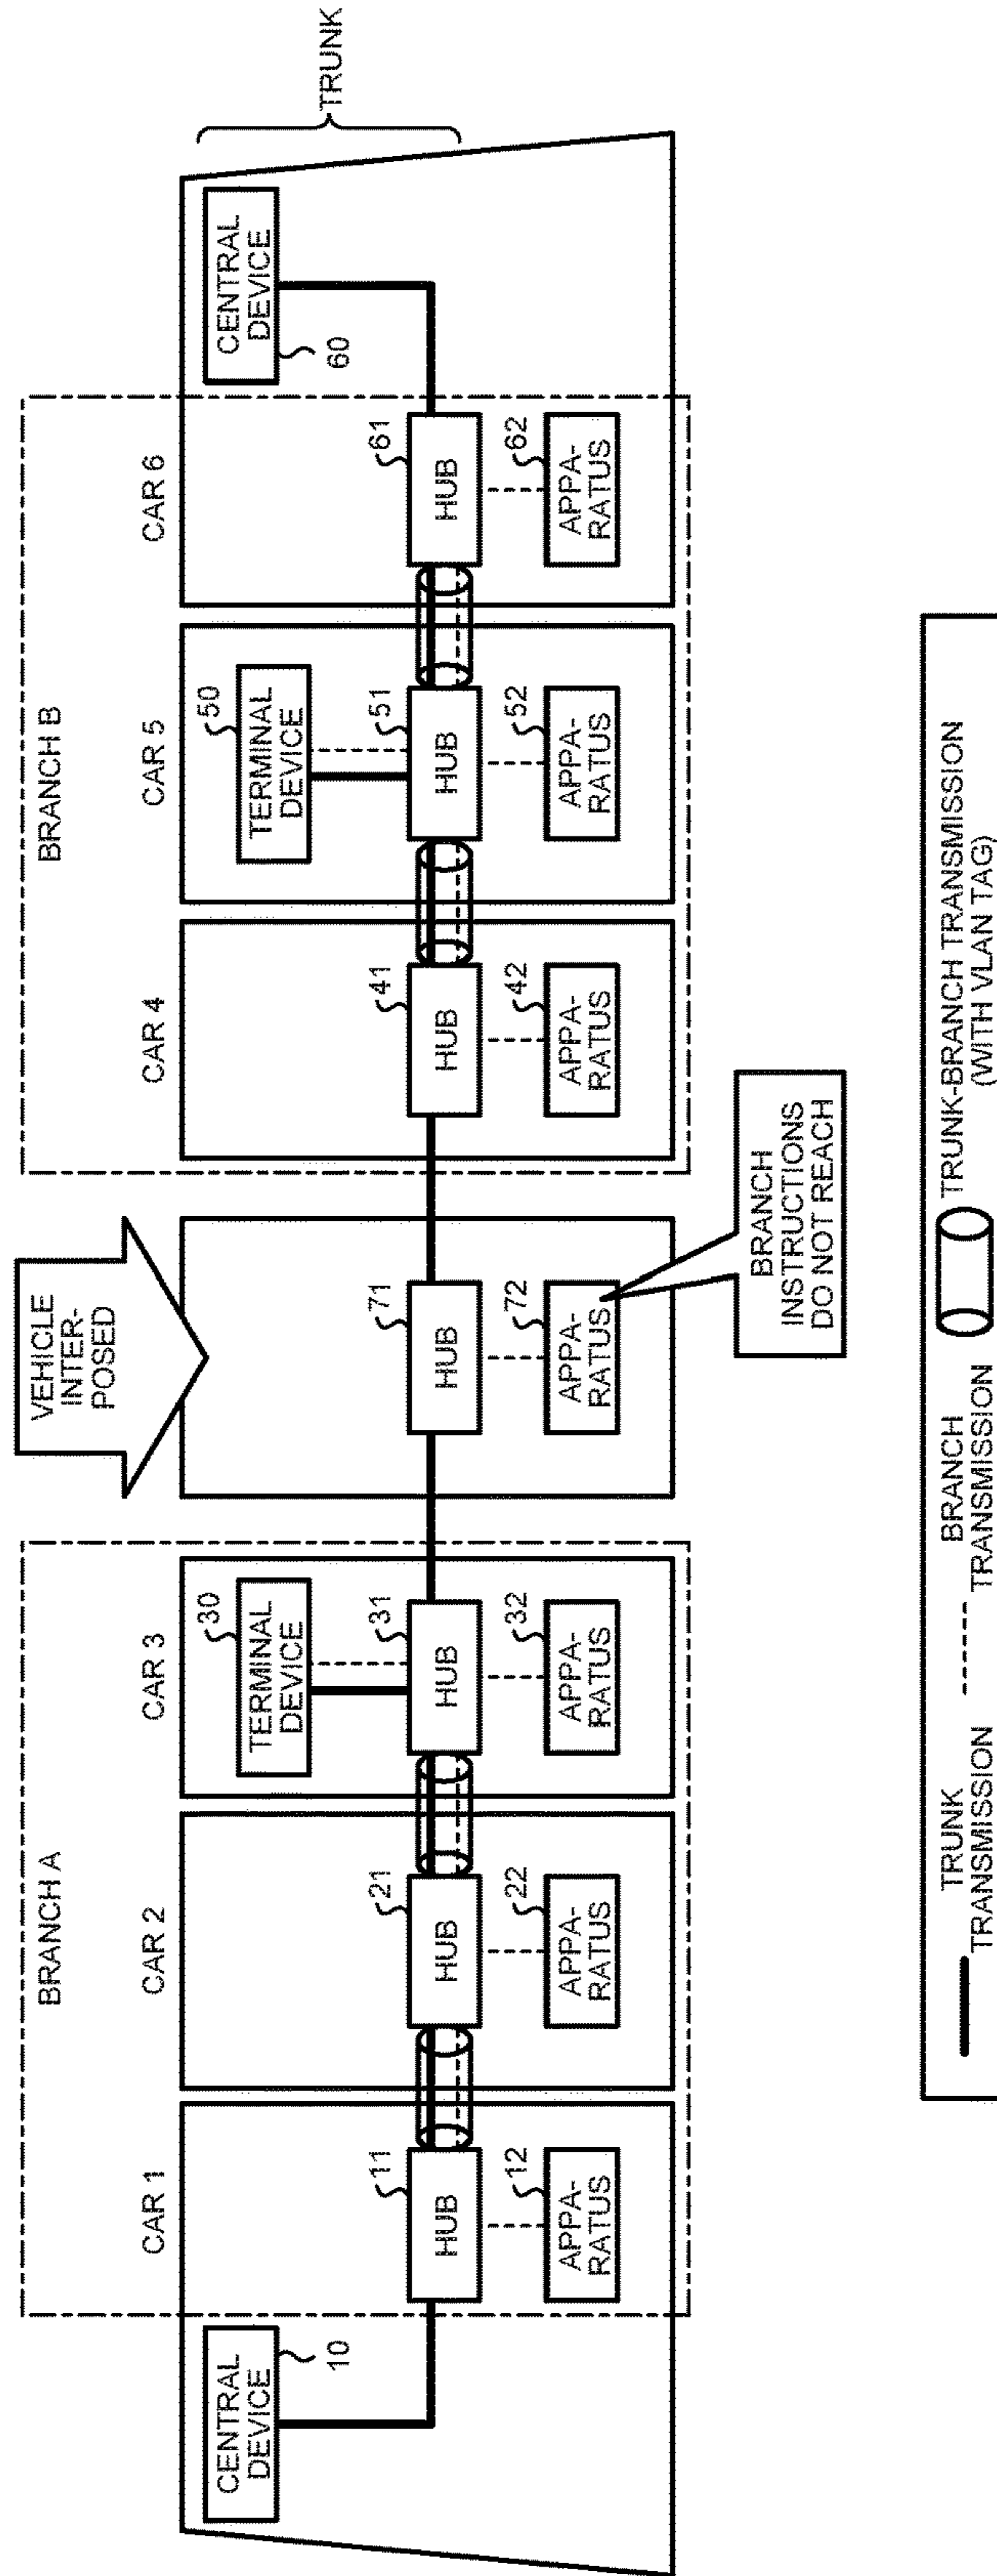 VEHICLE
INTER-
POSED
BRANCH A
BRANCH B
CAR 1
CAR 2
CAR 3
CAR 4
CAR 5
CAR 6
TRUNK
CENTRAL
DEVICE
10
TERMINAL
DEVICE
30
TERMINAL
DEVICE
50
CENTRAL
DEVICE
60
HUB
11
HUB
21
HUB
31
HUB
71
HUB
41
HUB
51
HUB
61
APPA-
RATUS
12
APPA-
RATUS
22
APPA-
RATUS
32
APPA-
RATUS
72
APPA-
RATUS
42
APPA-
RATUS
52
APPA-
RATUS
62
BRANCH
INSTRUCTIONS
DO NOT REACH
TRUNK
TRANSMISSION
BRANCH
TRANSMISSION
TRUNK-BRANCH TRANSMISSION
(WITH VLAN TAG)